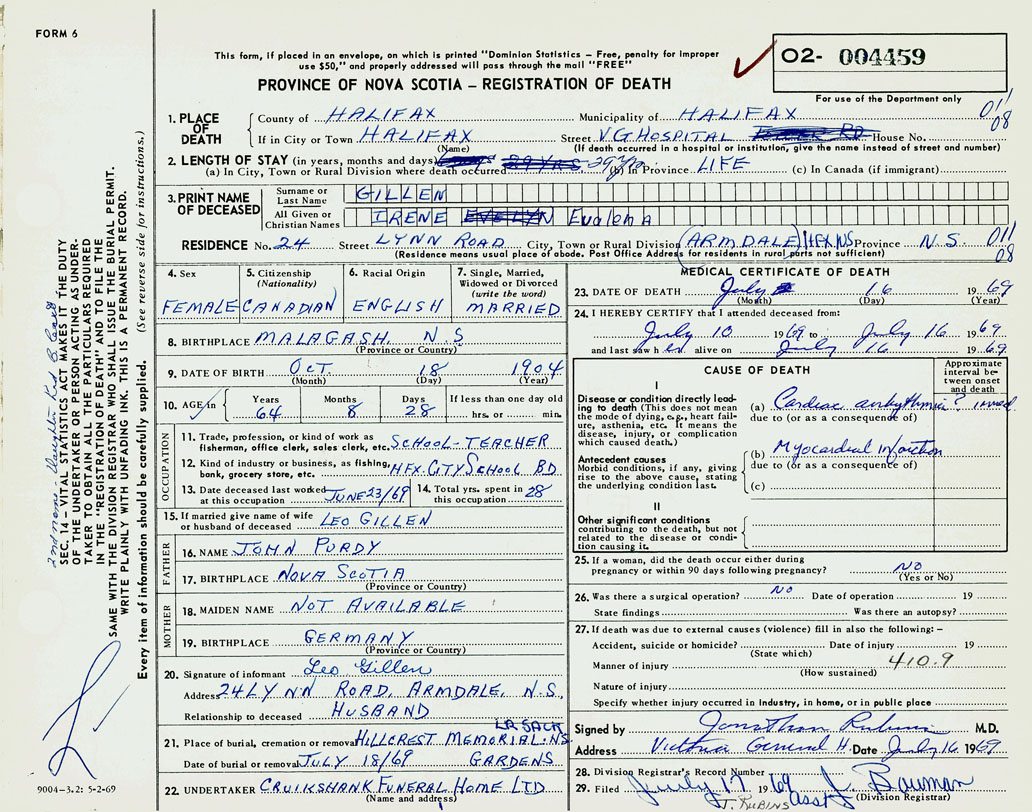 FORM 6
This form, if placed in an envelope, on which is printed "Dominion Statistics – Free, penalty for improper
use $50," and properly addressed will pass through the mail "FREE"
PROVINCE OF NOVA SCOTIA – REGISTRATION OF DEATH
O2- 004459
For use of the Department only
1. PLACE OF DEATH
County of HALIFAX Municipality of HALIFAX 011
If in City or Town HALIFAX Street V.G HOSPITAL House No. 08
(Name) (If death occurred in a hospital or institution, give the name instead of street and number)
2. LENGTH OF STAY (in years, months and days)
(a) In City, Town or Rural Division where death occurred 29 yrs (b) In Province LIFE (c) In Canada (if immigrant)
3. PRINT NAME OF DECEASED
Surname or Last Name GILLEN
All Given or Christian Names IRENE EVELYN Evalena
RESIDENCE No. 24 Street LYNN ROAD City, Town or Rural Division (ARMDALE) HFX NS Province N.S. 011
(Residence means usual place of abode. Post Office Address for residents in rural parts not sufficient) 08
4. Sex FEMALE
5. Citizenship (Nationality) CANADIAN
6. Racial Origin ENGLISH
7. Single, Married, Widowed or Divorced (write the word) MARRIED
8. BIRTHPLACE MALAGASH, N.S
(Province or Country)
9. DATE OF BIRTH OCT. 18 1904
(Month) (Day) (Year)
10. AGE in Years 64 Months 8 Days 28 If less than one day old
hrs. or min.
OCCUPATION
11. Trade, profession, or kind of work as
fisherman, office clerk, sales clerk, etc. SCHOOL-TEACHER
12. Kind of industry or business, as fishing,
bank, grocery store, etc. HFX. CITY SCHOOL BD
13. Date deceased last worked at this occupation JUNE 23/69
14. Total yrs. spent in this occupation 28
15. If married give name of wife
or husband of deceased LEO GILLEN
FATHER
16. NAME JOHN PURDY
17. BIRTHPLACE NOVA SCOTIA
(Province or Country)
MOTHER
18. MAIDEN NAME NOT AVAILABLE
19. BIRTHPLACE GERMANY
(Province or Country)
20. Signature of informant Leo Gillen
Address 24 LYNN ROAD, ARMDALE, N.S.,
Relationship to deceased HUSBAND
LR SACK
21. Place of burial, cremation or removal HILLCREST MEMORIAL NS.
Date of burial or removal JULY 18/69 GARDENS
22. UNDERTAKER CRUIKSHANK FUNERAL HOME LTD
(Name and address)
MEDICAL CERTIFICATE OF DEATH
23. DATE OF DEATH July 16 1969
(Month) (Day) (Year)
24. I HEREBY CERTIFY that I attended deceased from:
July 10 1969 to July 16 1969
and last saw her alive on July 16 1969
CAUSE OF DEATH
Approximate interval between onset and death
I
Disease or condition directly leading to death (This does not mean the mode of dying, e.g., heart failure, asthenia, etc. It means the disease, injury, or complication which caused death.)
(a) Cardiac arrhythmia?
due to (or as a consequence of)
Antecedent causes
Morbid conditions, if any, giving rise to the above cause, stating the underlying condition last.
(b) Myocardial infarction
due to (or as a consequence of)
(c)
II
Other significant conditions
contributing to the death, but not related to the disease or condition causing it.
25. If a woman, did the death occur either during
pregnancy or within 90 days following pregnancy? NO
(Yes or No)
26. Was there a surgical operation? NO Date of operation 19
State findings Was there an autopsy?
27. If death was due to external causes (violence) fill in also the following: –
Accident, suicide or homicide? Date of injury 19
(State which)
Manner of injury 410.9
(How sustained)
Nature of injury
Specify whether injury occurred in Industry, in home, or in public place
Signed by Jonathan Rubins M.D.
Address Victoria General H. Date July 16 1969
28. Division Registrar's Record Number
29. Filed July 17 1969 Asst J. Bowman
J. RUBINS (Division Registrar)
SEC. 14 – VITAL STATISTICS ACT MAKES IT THE DUTY
OF THE UNDERTAKER OR PERSON ACTING AS UNDER-
TAKER TO OBTAIN ALL THE PARTICULARS REQUIRED
IN THE "REGISTRATION OF DEATH" AND TO FILE THE
SAME WITH THE DIVISION REGISTRAR WHO SHALL ISSUE THE BURIAL PERMIT.
WRITE PLAINLY WITH UNFADING INK. THIS IS A PERMANENT RECORD.
Every item of information should be carefully supplied. (See reverse side for instructions.)
2nd name daughter
9004–3.2: 5-2-69